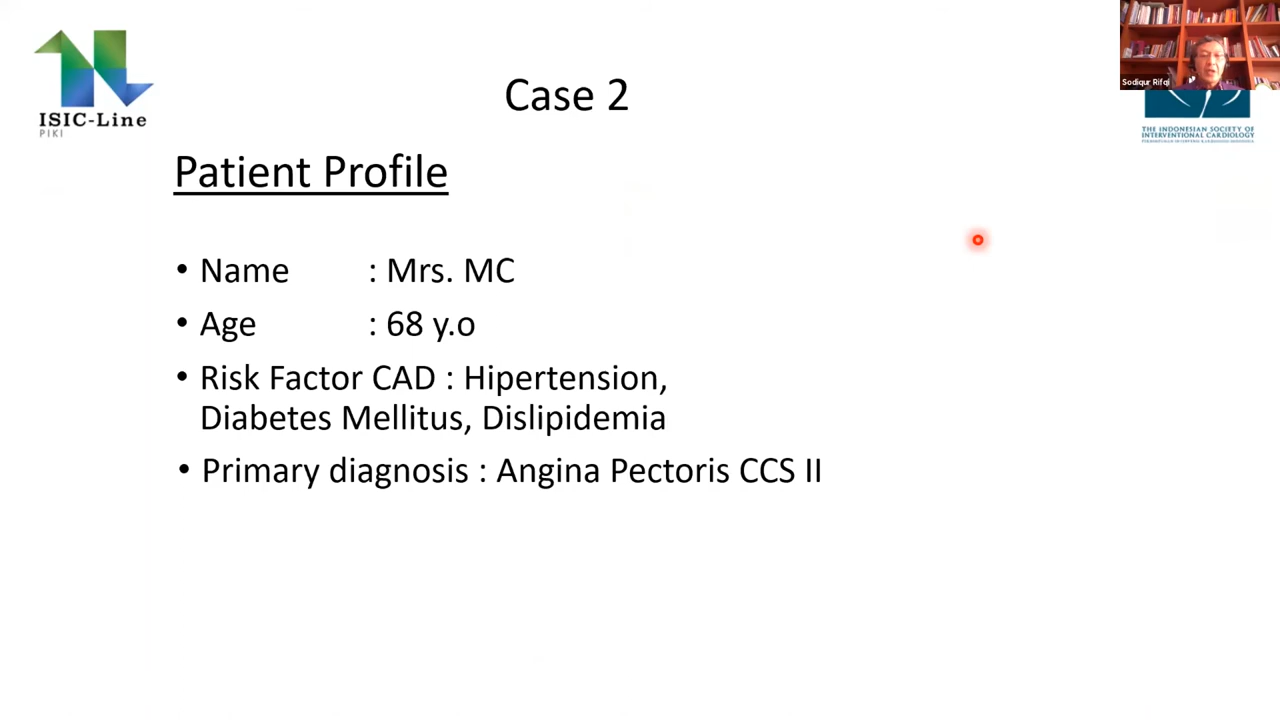 ISIC-Line
PIKI
Case 2
Sodiqur Rifqi
THE INDONESIAN SOCIETY OF
INTERVENTIONAL CARDIOLOGY
Patient Profile
• Name : Mrs. MC
• Age : 68 y.o
• Risk Factor CAD : Hipertension,
Diabetes Mellitus, Dislipidemia
• Primary diagnosis : Angina Pectoris CCS II